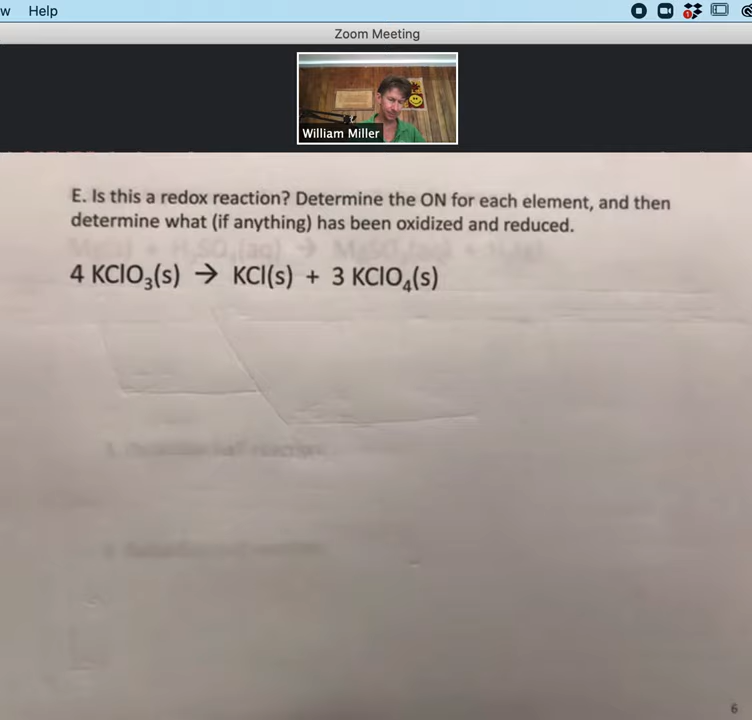 w Help
Zoom Meeting
William Miller
E. Is this a redox reaction? Determine the ON for each element, and then
determine what (if anything) has been oxidized and reduced.
4 KClO₃(s) → KCl(s) + 3 KClO₄(s)
6